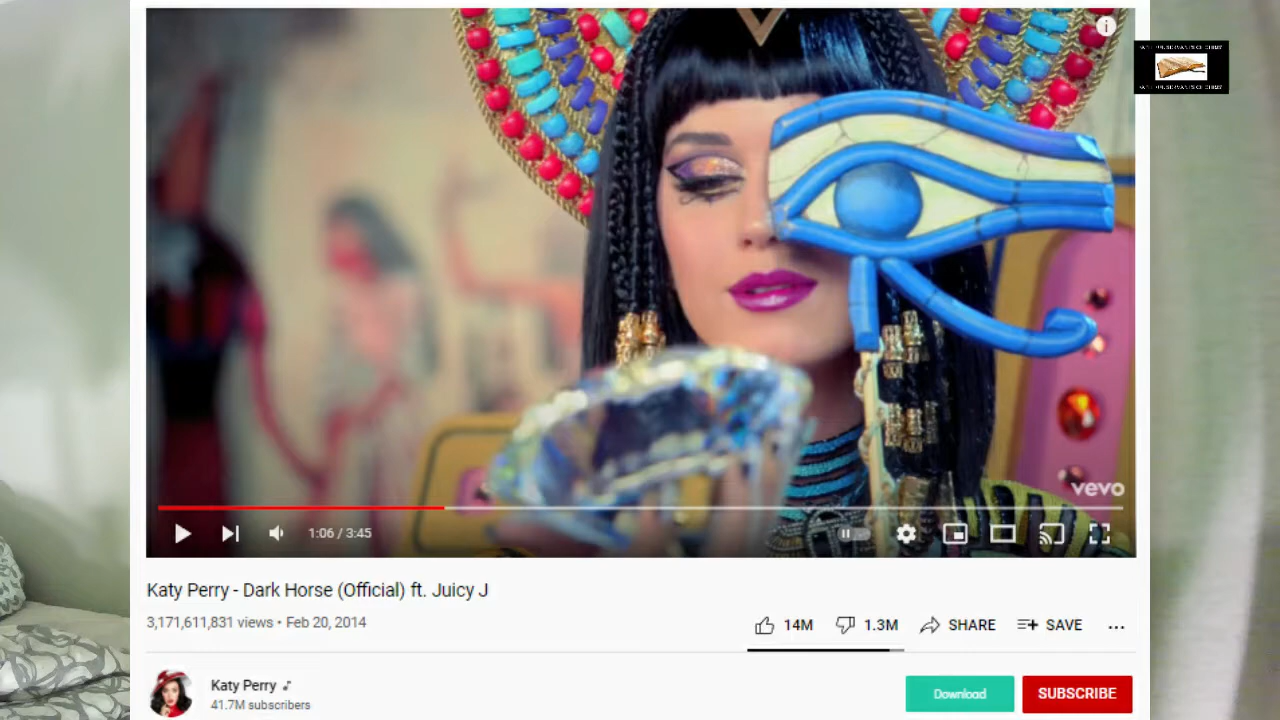 vevo
1:06 / 3:45
Katy Perry - Dark Horse (Official) ft. Juicy J
3,171,611,831 views • Feb 20, 2014
14M 1.3M SHARE SAVE
Katy Perry
41.7M subscribers
Download SUBSCRIBE